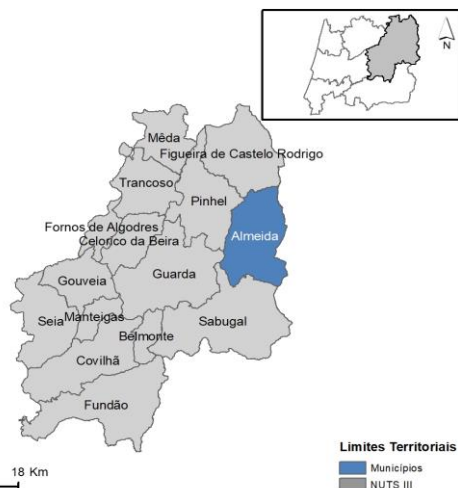 N
Mêda
Figueira de Castelo Rodrigo
Trancoso
Pinhel
Fornos de Algodres
Almeida
Celorico da Beira
Gouveia
Guarda
Manteigas
Seia
Belmonte
Sabugal
Covilhã
Fundão
Limites Territoriais
18 Km
Municípios
NUTS III